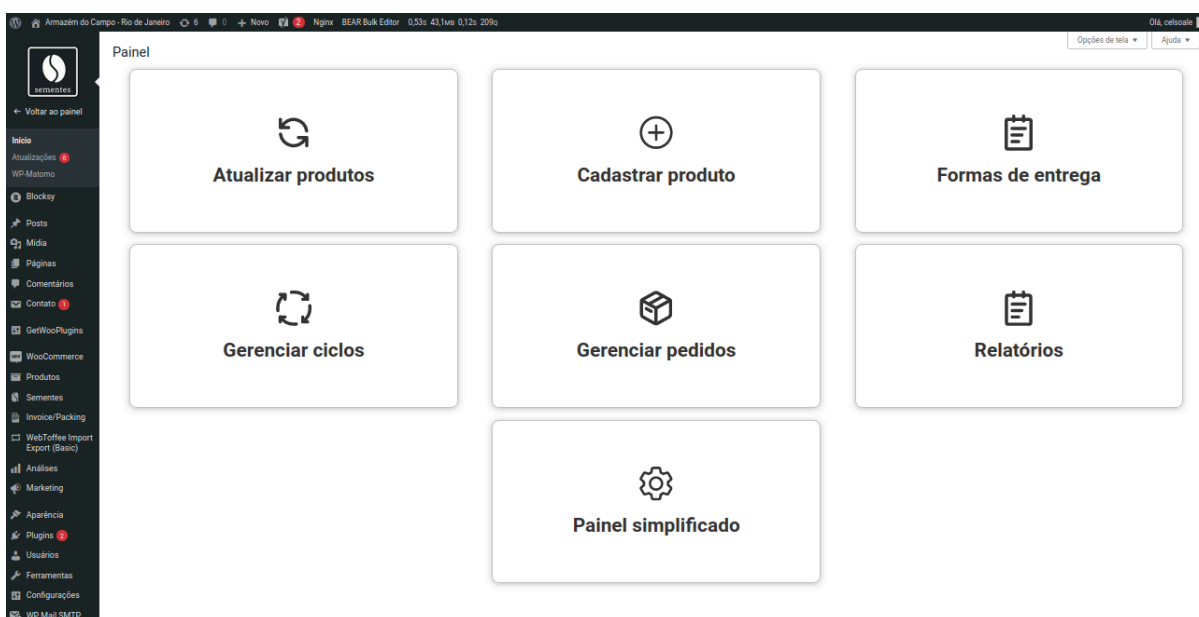 Armazém do Campo - Rio de Janeiro 6 0 + Novo 2 Nginx BEAR Bulk Editor 0,53s 43,1MB 0,12s 209Q Olá, celsoale
Opções de tela Ajuda
Painel
sementes
← Voltar ao painel
Início
Atualizações 6
WP-Matomo
Blocksy
Posts
Mídia
Páginas
Comentários
Contato 1
GetWooPlugins
WooCommerce
Produtos
Sementes
Invoice/Packing
WebToffee Import
Export (Basic)
Análises
Marketing
Aparência
Plugins 2
Usuários
Ferramentas
Configurações
WP Mail SMTP
Atualizar produtos
Cadastrar produto
Formas de entrega
Gerenciar ciclos
Gerenciar pedidos
Relatórios
Painel simplificado